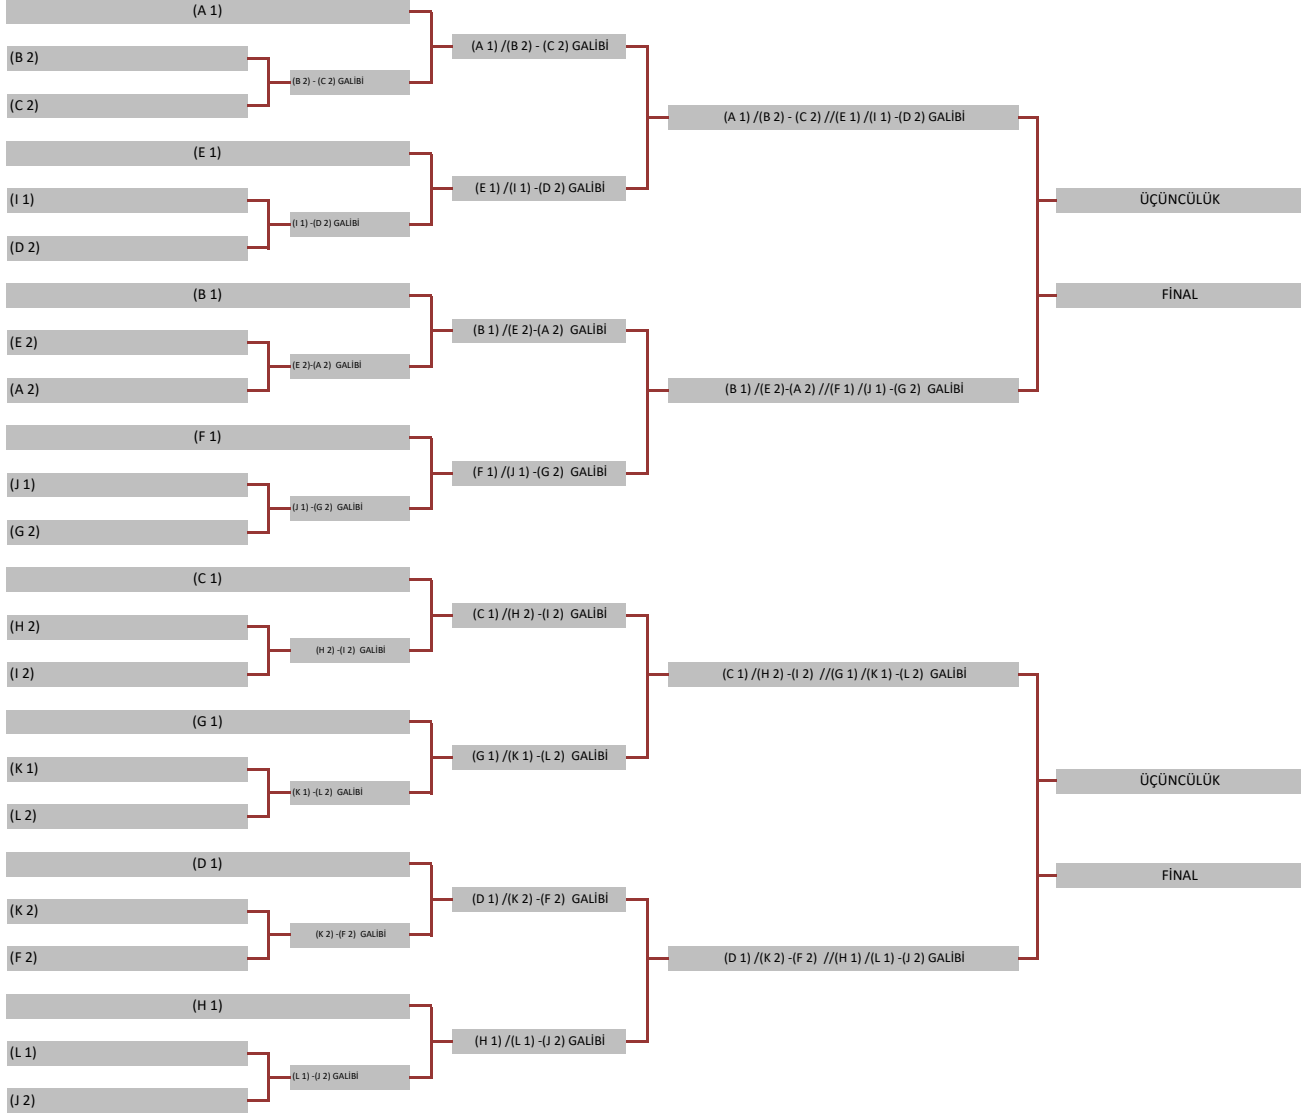 (A 1)
(B 2)
(C 2)
(B 2) - (C 2) GALİBİ
(A 1) /(B 2) - (C 2) GALİBİ
(E 1)
(I 1)
(D 2)
(I 1) -(D 2) GALİBİ
(E 1) /(I 1) -(D 2) GALİBİ
(A 1) /(B 2) - (C 2) //(E 1) /(I 1) -(D 2) GALİBİ
(B 1)
(E 2)
(A 2)
(E 2)-(A 2)  GALİBİ
(B 1) /(E 2)-(A 2)  GALİBİ
(F 1)
(J 1)
(G 2)
(J 1) -(G 2)  GALİBİ
(F 1) /(J 1) -(G 2)  GALİBİ
(B 1) /(E 2)-(A 2) //(F 1) /(J 1) -(G 2)  GALİBİ
ÜÇÜNCÜLÜK
FİNAL
(C 1)
(H 2)
(I 2)
(H 2) -(I 2)  GALİBİ
(C 1) /(H 2) -(I 2)  GALİBİ
(G 1)
(K 1)
(L 2)
(K 1) -(L 2)  GALİBİ
(G 1) /(K 1) -(L 2)  GALİBİ
(C 1) /(H 2) -(I 2)  //(G 1) /(K 1) -(L 2)  GALİBİ
(D 1)
(K 2)
(F 2)
(K 2) -(F 2)  GALİBİ
(D 1) /(K 2) -(F 2)  GALİBİ
(H 1)
(L 1)
(J 2)
(L 1) -(J 2) GALİBİ
(H 1) /(L 1) -(J 2) GALİBİ
(D 1) /(K 2) -(F 2)  //(H 1) /(L 1) -(J 2) GALİBİ
ÜÇÜNCÜLÜK
FİNAL